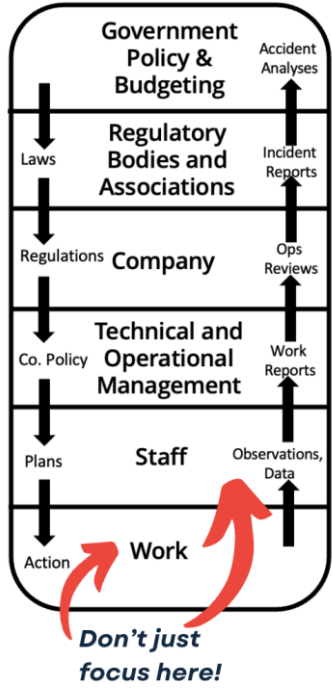 Government
Policy &
Budgeting
Accident
Analyses
Laws
Regulatory
Bodies and
Associations
Incident
Reports
Regulations
Company
Ops
Reviews
Co. Policy
Technical and
Operational
Management
Work
Reports
Plans
Staff
Observations,
Data
Action
Work
Don't just
focus here!